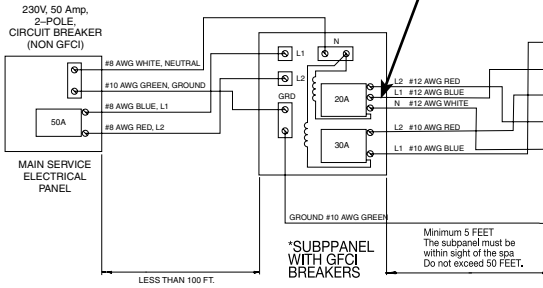 230V, 50 Amp,
2–POLE,
CIRCUIT BREAKER
(NON GFCI)
#8 AWG WHITE, NEUTRAL
#10 AWG GREEN, GROUND
#8 AWG BLUE, L1
50A
#8 AWG RED, L2
MAIN SERVICE
ELECTRICAL
PANEL
N
L1
L2
GRD
20A
30A
L2 #12 AWG RED
L1 #12 AWG BLUE
N #12 AWG WHITE
L2 #10 AWG RED
L1 #10 AWG BLUE
GROUND #10 AWG GREEN
*SUBPPANEL
WITH GFCI
BREAKERS
Minimum 5 FEET
The subpanel must be
within sight of the spa
Do not exceed 50 FEET.
LESS THAN 100 FT.